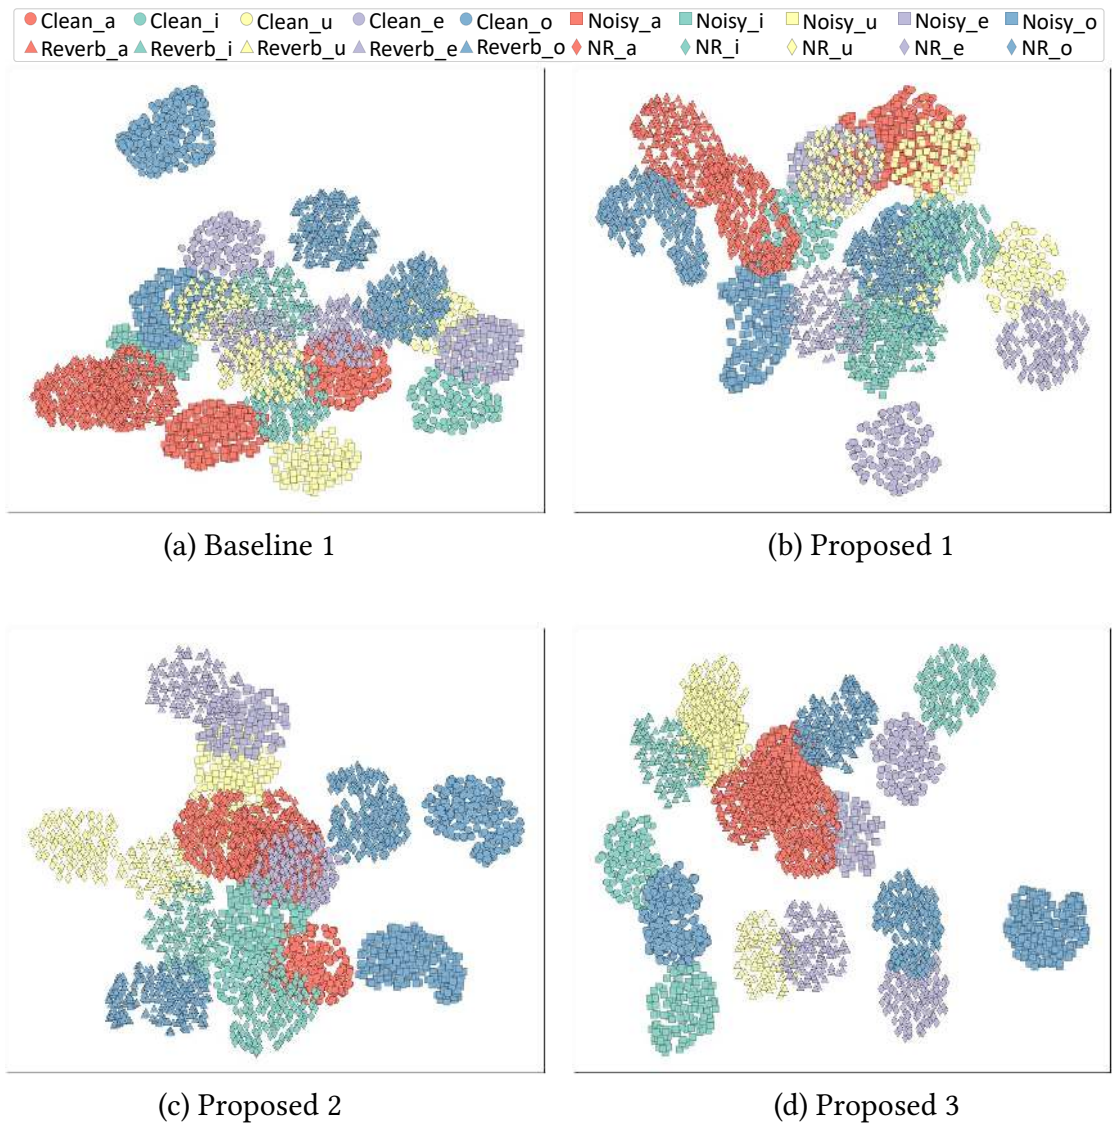 Clean_a Clean_i Clean_u Clean_e Clean_o Noisy_a Noisy_i Noisy_u Noisy_e Noisy_o
Reverb_a Reverb_i Reverb_u Reverb_e Reverb_o NR_a NR_i NR_u NR_e NR_o
(a) Baseline 1
(b) Proposed 1
(c) Proposed 2
(d) Proposed 3